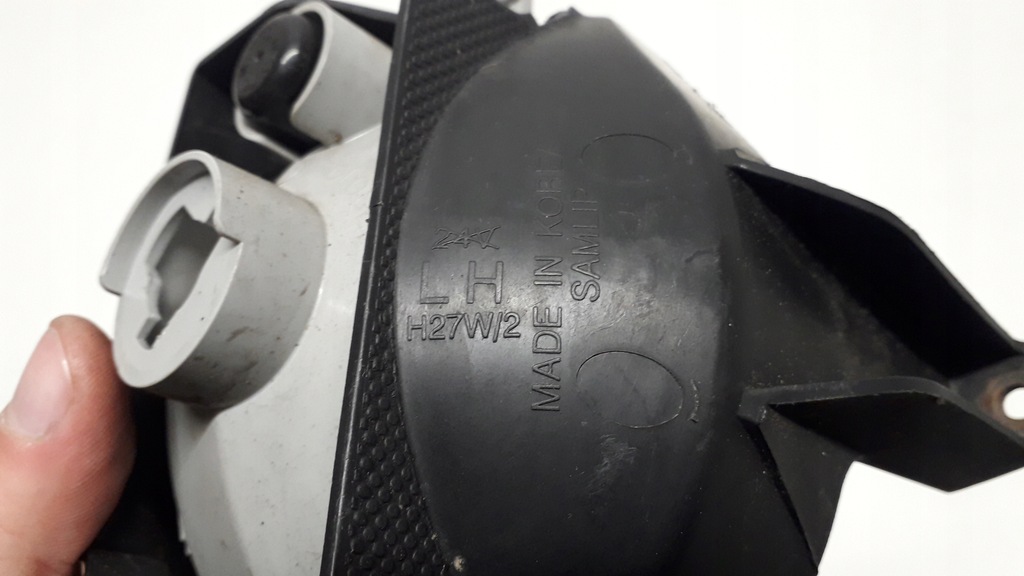 LH
H27W/2
MADE IN KOREA
SAMLIP